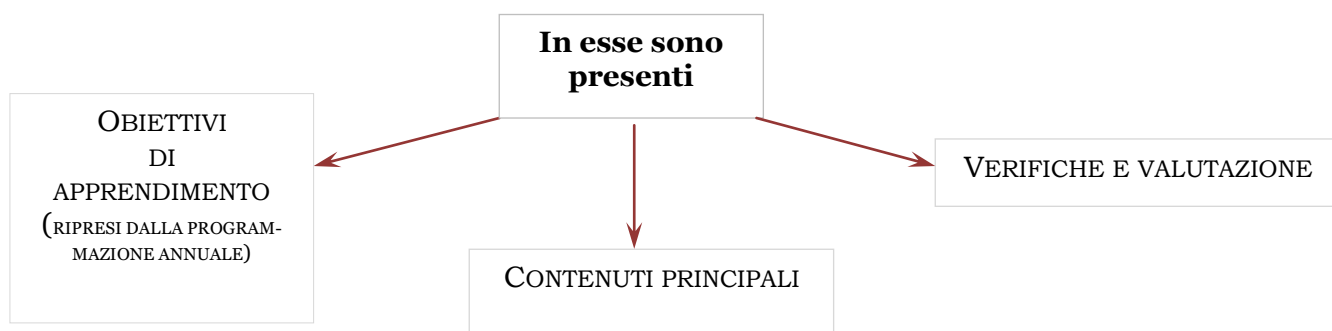 In esse sono
presenti
OBIETTIVI
DI
APPRENDIMENTO
(RIPRESI DALLA PROGRAM-
MAZIONE ANNUALE)
CONTENUTI PRINCIPALI
VERIFICHE E VALUTAZIONE